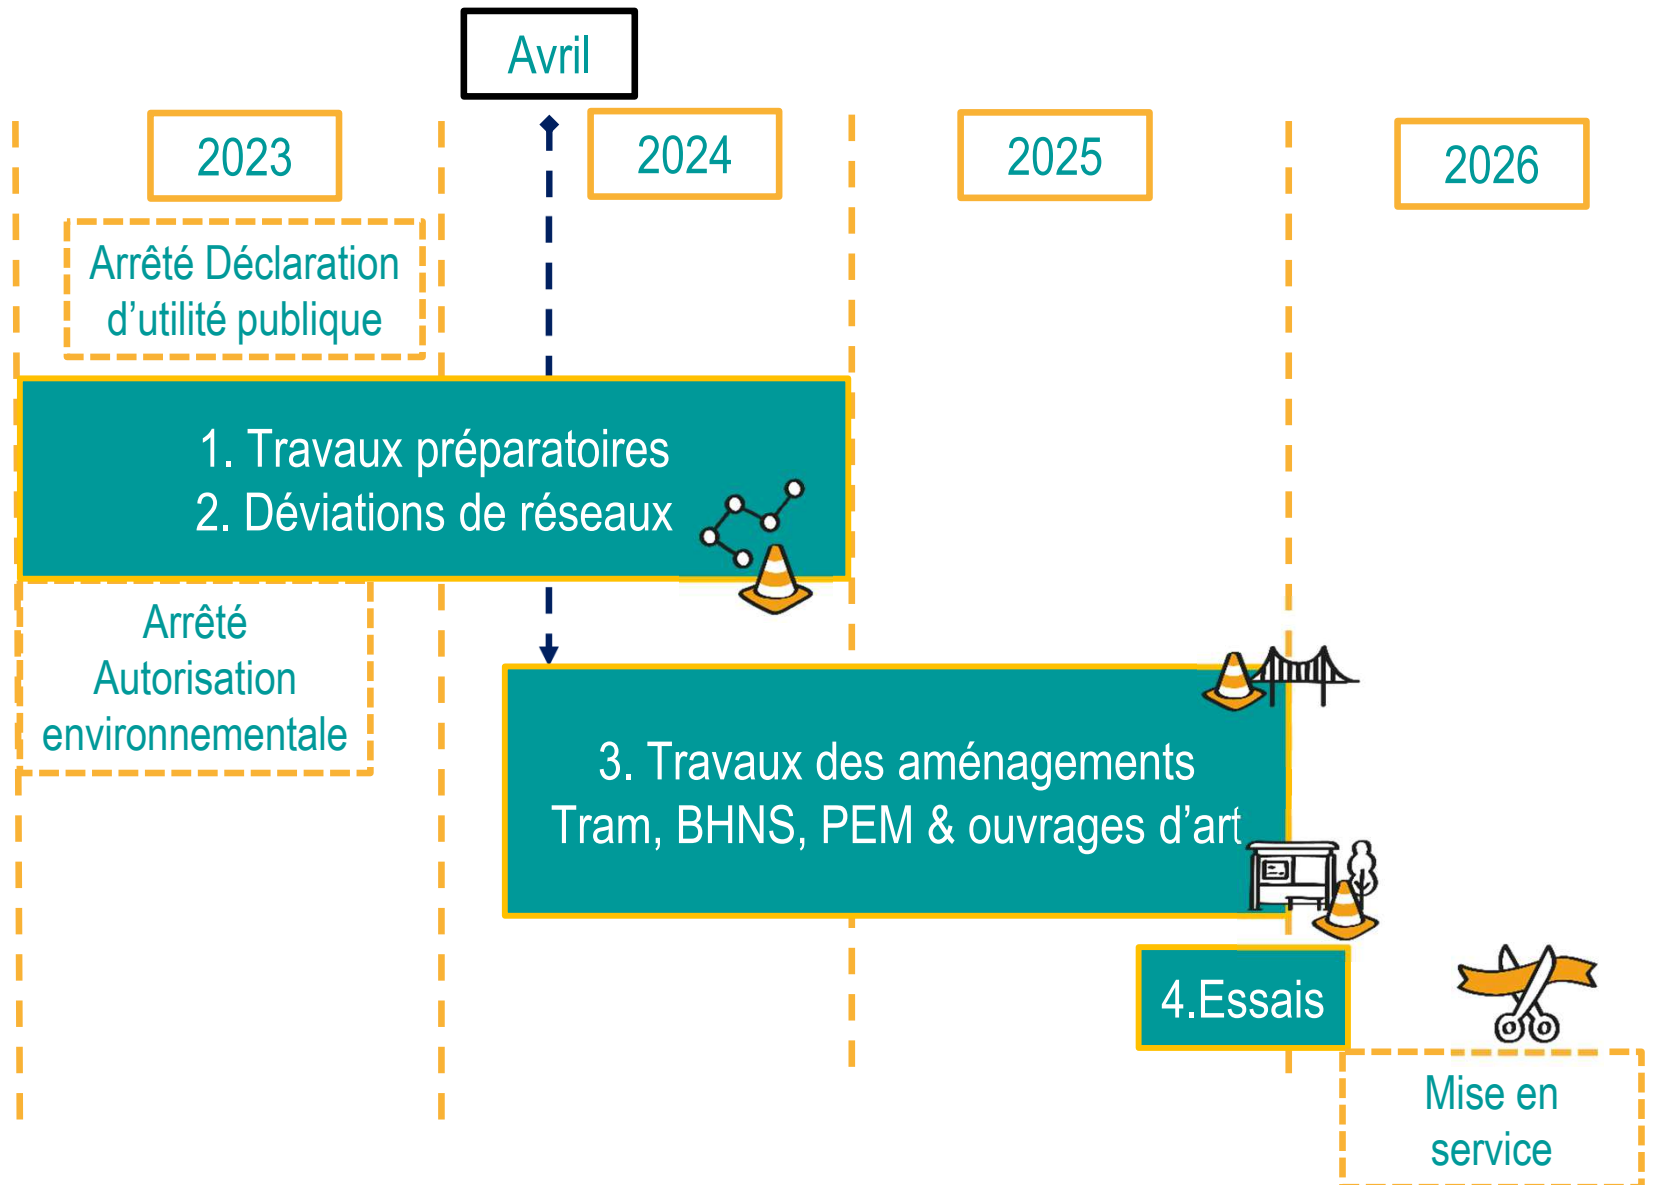 Avril
2023
2024
2025
2026
Arrêté Déclaration
d’utilité publique
1. Travaux préparatoires
2. Déviations de réseaux
Arrêté
Autorisation
environnementale
3. Travaux des aménagements
Tram, BHNS, PEM & ouvrages d’art
4.Essais
Mise en
service